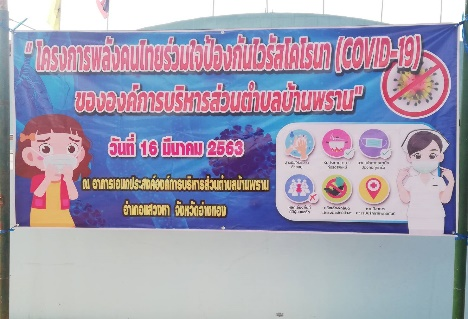 "โครงการพลังคนไทยร่วมใจป้องกันไวรัสโคโรนา (COVID-19)
ขององค์การบริหารส่วนตำบลบ้านพราน"
วันที่ 16 มีนาคม 2563
ณ อาคารเอนกประสงค์องค์การบริหารส่วนตำบลบ้านพราน
อำเภอแสวงหา จังหวัดอ่างทอง